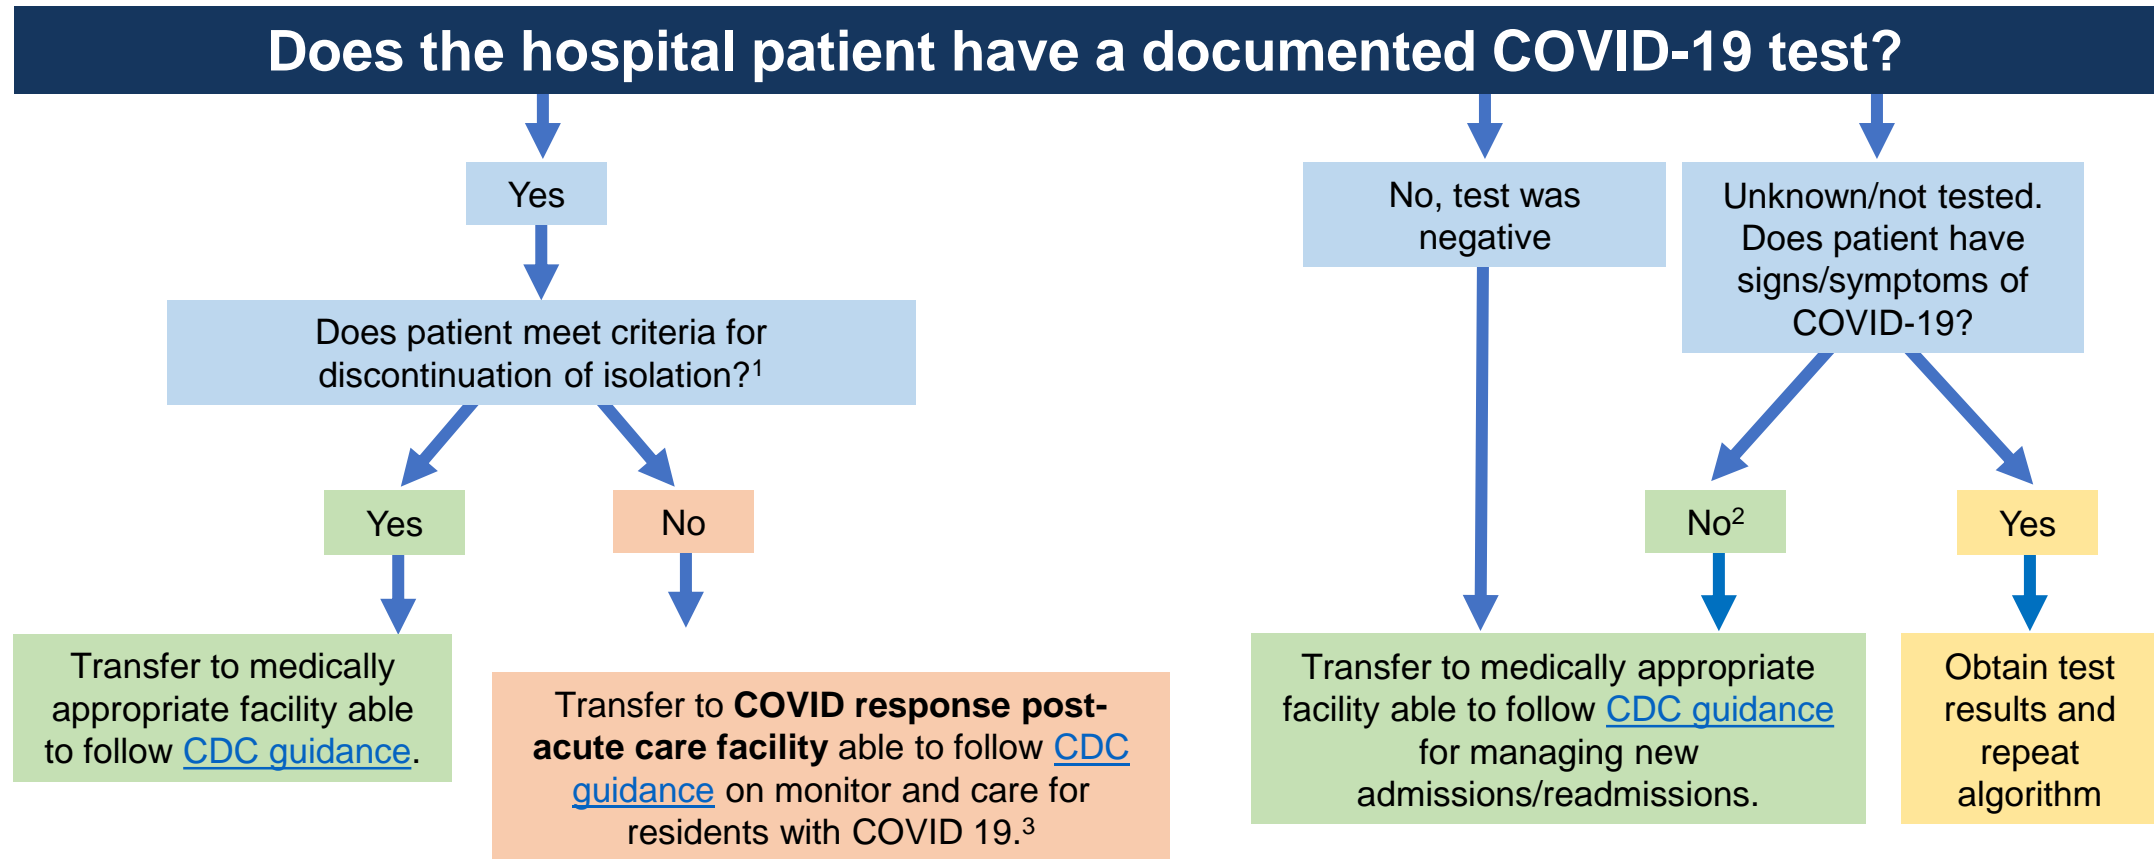 Does the hospital patient have a documented COVID-19 test?
Yes
No, test was
negative
Unknown/not tested.
Does patient have
signs/symptoms of
COVID-19?
Does patient meet criteria for
discontinuation of isolation?¹
Yes
No
No²
Yes
Transfer to medically
appropriate facility able
to follow CDC guidance.
Transfer to COVID response post-
acute care facility able to follow CDC
guidance on monitor and care for
residents with COVID 19.³
Transfer to medically appropriate
facility able to follow CDC guidance
for managing new
admissions/readmissions.
Obtain test
results and
repeat
algorithm